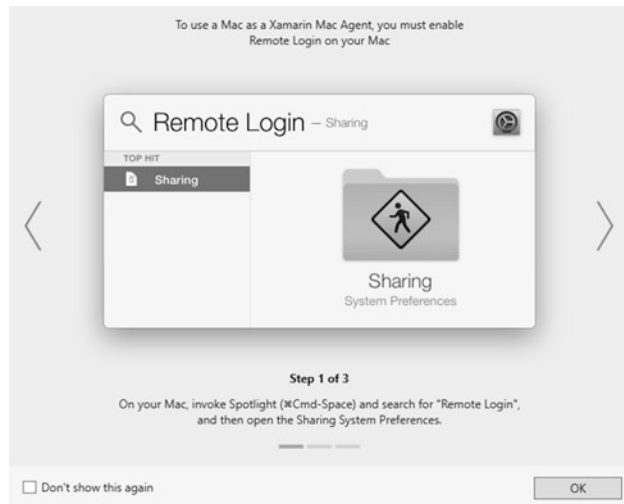 To use a Mac as a Xamarin Mac Agent, you must enable
Remote Login on your Mac
Remote Login – Sharing
TOP HIT
Sharing
Sharing
System Preferences
Step 1 of 3
On your Mac, invoke Spotlight (⌘Cmd-Space) and search for "Remote Login",
and then open the Sharing System Preferences.
Don't show this again
OK